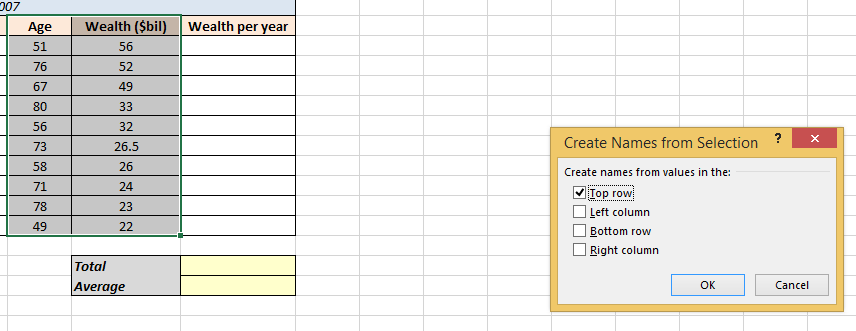 007
Age Wealth ($bil) Wealth per year
51 56
76 52
67 49
80 33
56 32
73 26.5
58 26
71 24
78 23
49 22
Total
Average
Create Names from Selection ? ×
Create names from values in the:
Top row
Left column
Bottom row
Right column
OK Cancel